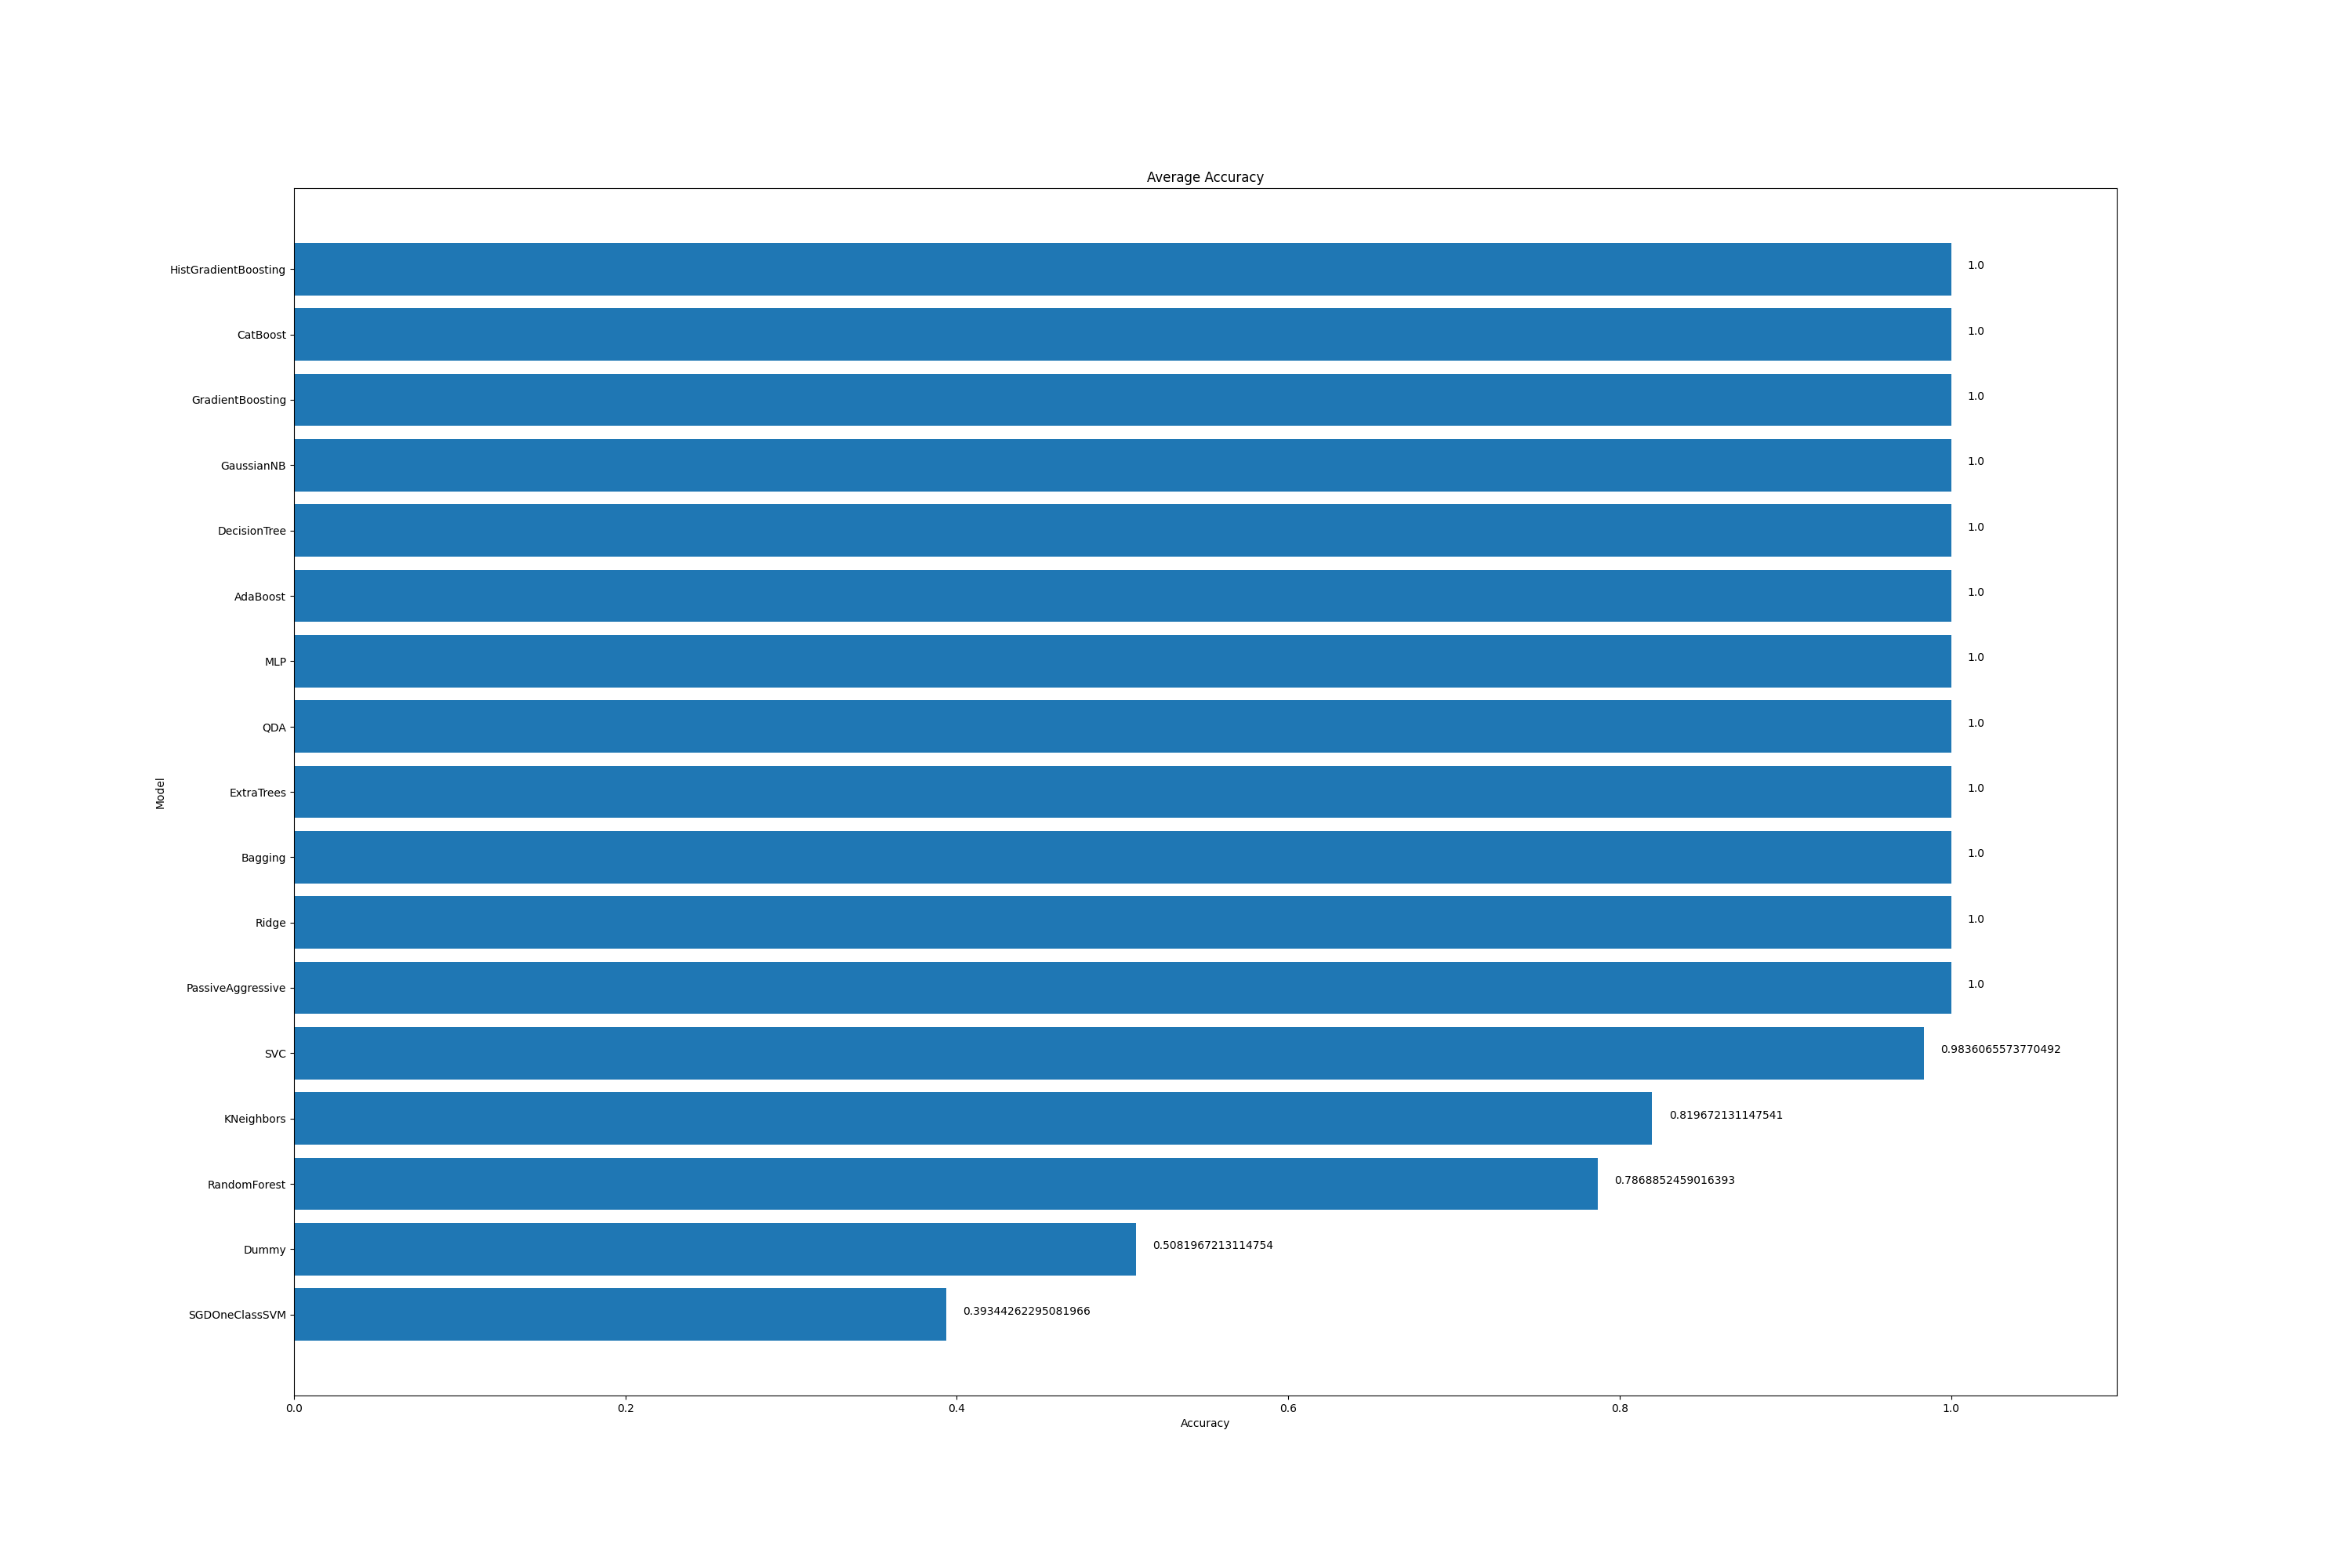 Average Accuracy
HistGradientBoosting 1.0
CatBoost 1.0
GradientBoosting 1.0
GaussianNB 1.0
DecisionTree 1.0
AdaBoost 1.0
MLP 1.0
QDA 1.0
ExtraTrees 1.0
Bagging 1.0
Ridge 1.0
PassiveAggressive 1.0
SVC 0.9836065573770492
KNeighbors 0.819672131147541
RandomForest 0.7868852459016393
Dummy 0.5081967213114754
SGDOneClassSVM 0.39344262295081966
Model
0.0 0.2 0.4 0.6 0.8 1.0
Accuracy